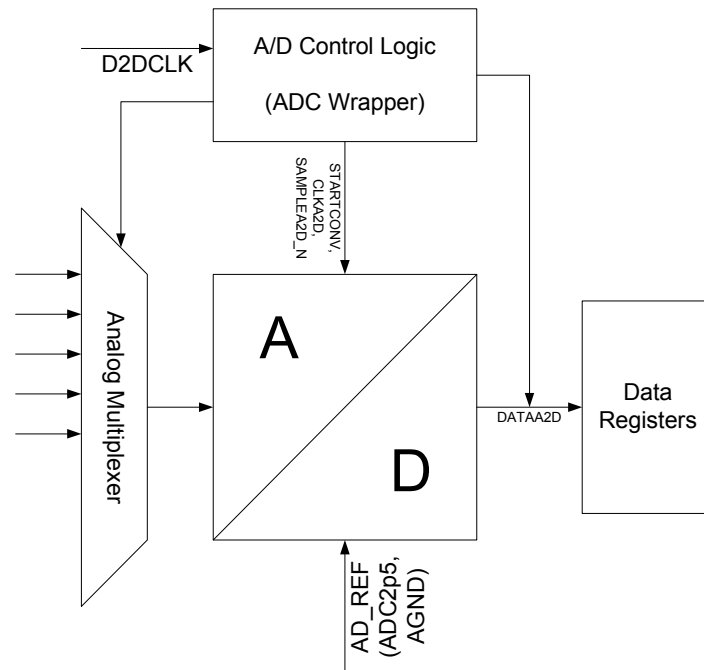 A/D Control Logic
(ADC Wrapper)
D2DCLK
STARTCONV,
CLKA2D,
SAMPLEA2D_N
Analog Multiplexer
A
D
DATAA2D
Data
Registers
AD_REF
(ADC2p5,
AGND)